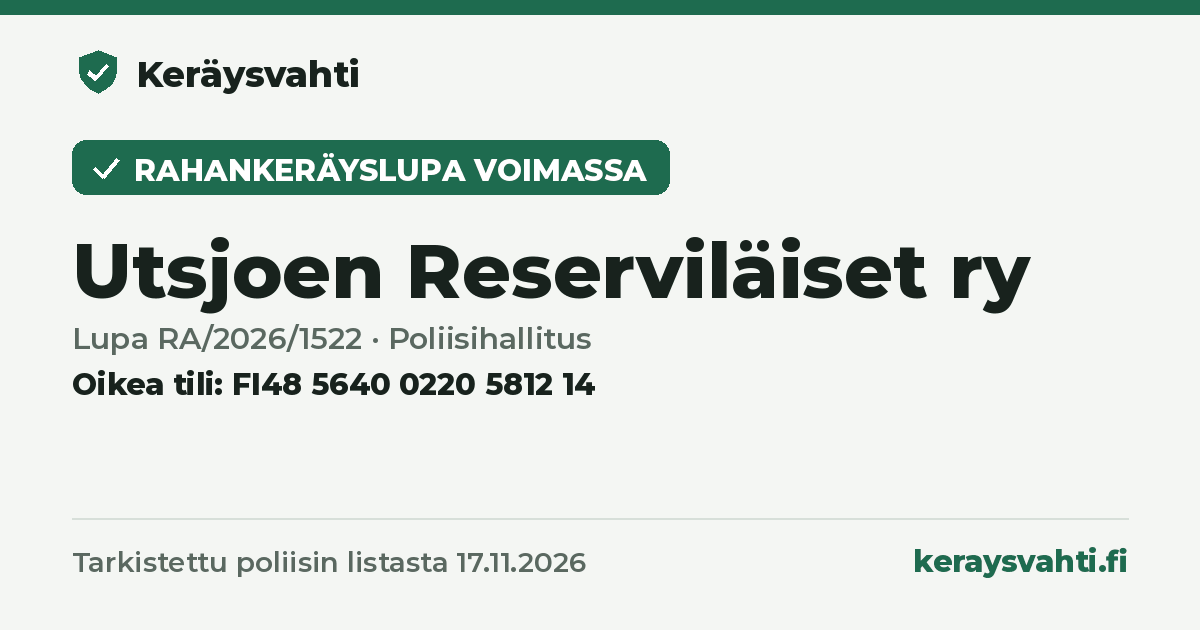 Keräysvahti
RAHANKERÄYSLUPA VOIMASSA
Utsjoen Reserviläiset ry
Lupa RA/2026/1522 · Poliisihallitus
Oikea tili: FI48 5640 0220 5812 14
Tarkistettu poliisin listasta 17.11.2026
keraysvahti.fi